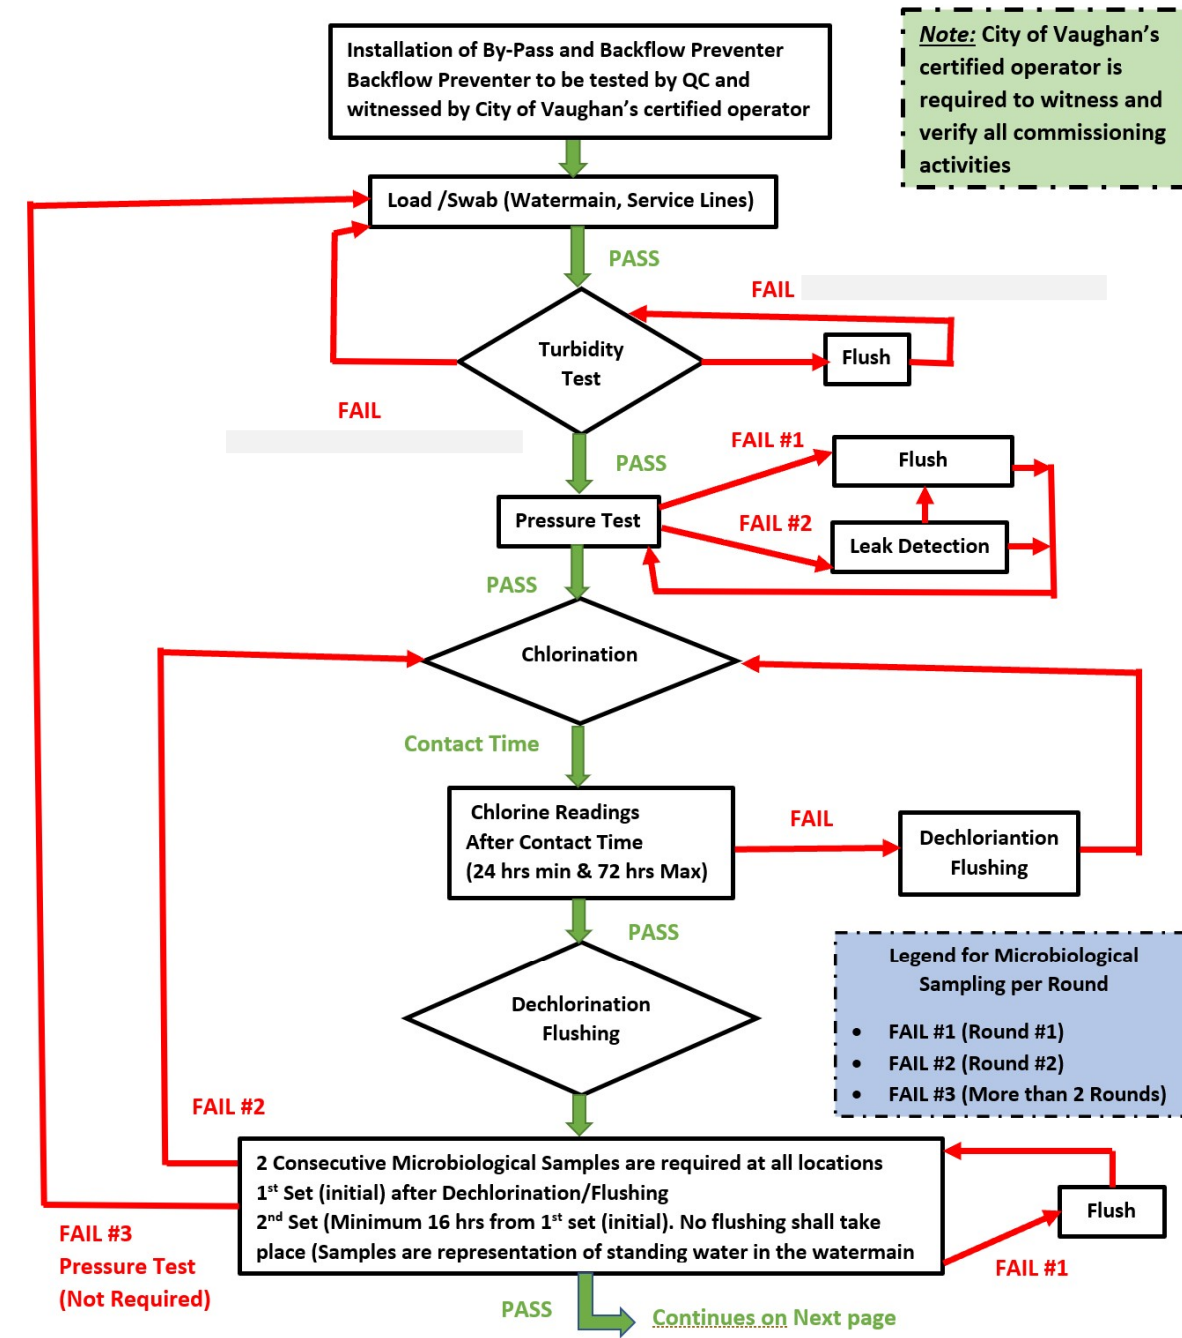 Installation of By-Pass and Backflow Preventer
Backflow Preventer to be tested by QC and
witnessed by City of Vaughan's certified operator
Note: City of Vaughan's
certified operator is
required to witness and
verify all commissioning
activities
Load /Swab (Watermain, Service Lines)
PASS
FAIL
Turbidity
Test
Flush
FAIL
PASS
FAIL #1
Flush
Pressure Test
FAIL #2
Leak Detection
PASS
Chlorination
Contact Time
Chlorine Readings
After Contact Time
(24 hrs min & 72 hrs Max)
FAIL
Dechloriantion
Flushing
PASS
Legend for Microbiological
Sampling per Round
• FAIL #1 (Round #1)
• FAIL #2 (Round #2)
• FAIL #3 (More than 2 Rounds)
Dechlorination
Flushing
FAIL #2
2 Consecutive Microbiological Samples are required at all locations
1st Set (initial) after Dechlorination/Flushing
2nd Set (Minimum 16 hrs from 1st set (initial). No flushing shall take
place (Samples are representation of standing water in the watermain
Flush
FAIL #1
FAIL #3
Pressure Test
(Not Required)
PASS
Continues on Next page